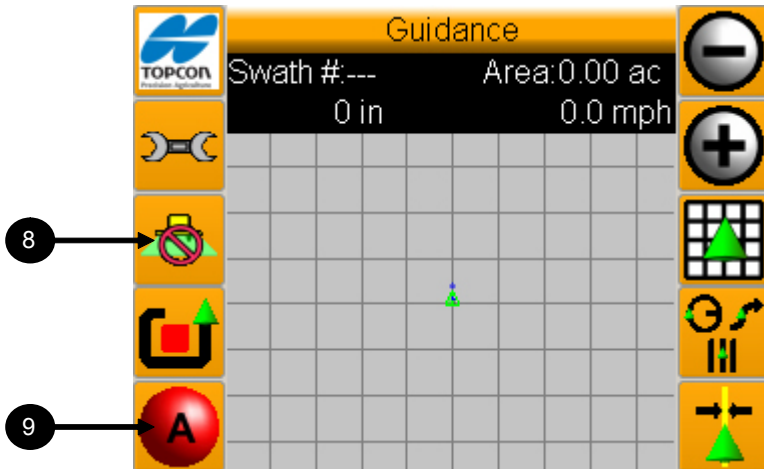 Guidance
TOPCON
Precision Agriculture
Swath #:--- Area:0.00 ac
0 in 0.0 mph
8
9
A